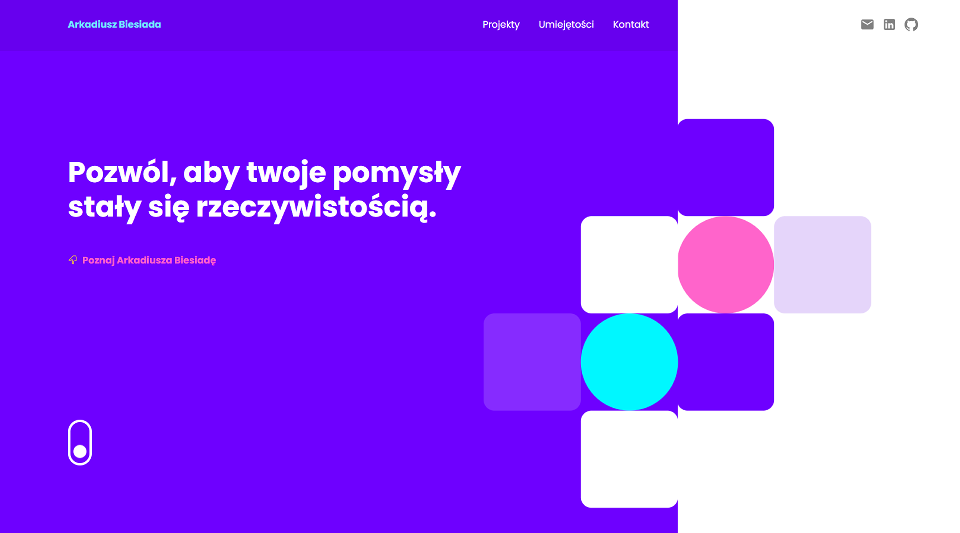 Arkadiusz Biesiada
Projekty
Umiejętości
Kontakt
Pozwól, aby twoje pomysły
stały się rzeczywistością.
Poznaj Arkadiusza Biesiadę